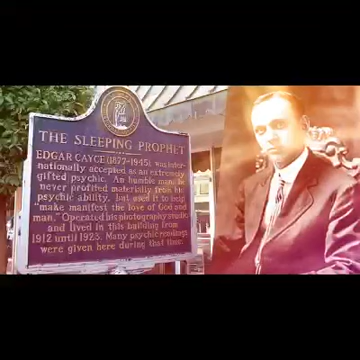 THE SLEEPING PROPHET
EDGAR CAYCE (1877-1945), was inter-
nationally accepted as an extremely
gifted psychic. An humble man, he
never profited materially from his
psychic ability, but used it to help
"make manifest the love of God and
man." Operated his photography studio
and lived in this building from
1912 until 1923. Many psychic readings
were given here during that time.